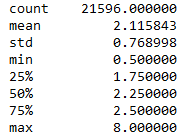 count 21596.000000
mean 2.115843
std 0.768998
min 0.500000
25% 1.750000
50% 2.250000
75% 2.500000
max 8.000000